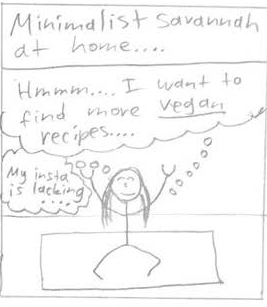 Minimalist Savannah
at home....
Hmmm.... I want to
find more vegan
recipes....
My insta
is lacking
....